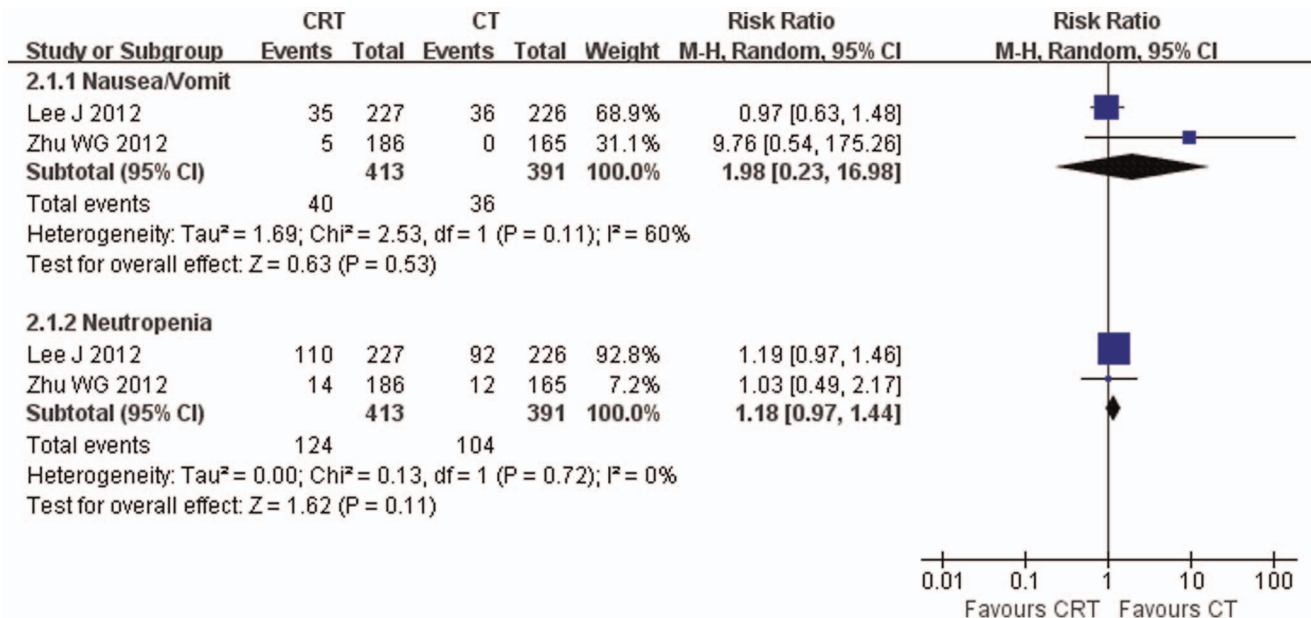 CRT CT Risk Ratio Risk Ratio
Study or Subgroup Events Total Events Total Weight M-H, Random, 95% CI M-H, Random, 95% CI
2.1.1 Nausea/Vomit
Lee J 2012 35 227 36 226 68.9% 0.97 [0.63, 1.48]
Zhu WG 2012 5 186 0 165 31.1% 9.76 [0.54, 175.26]
Subtotal (95% CI) 413 391 100.0% 1.98 [0.23, 16.98]
Total events 40 36
Heterogeneity: Tau² = 1.69; Chi² = 2.53, df = 1 (P = 0.11); I² = 60%
Test for overall effect: Z = 0.63 (P = 0.53)
2.1.2 Neutropenia
Lee J 2012 110 227 92 226 92.8% 1.19 [0.97, 1.46]
Zhu WG 2012 14 186 12 165 7.2% 1.03 [0.49, 2.17]
Subtotal (95% CI) 413 391 100.0% 1.18 [0.97, 1.44]
Total events 124 104
Heterogeneity: Tau² = 0.00; Chi² = 0.13, df = 1 (P = 0.72); I² = 0%
Test for overall effect: Z = 1.62 (P = 0.11)
0.01 0.1 1 10 100
Favours CRT Favours CT